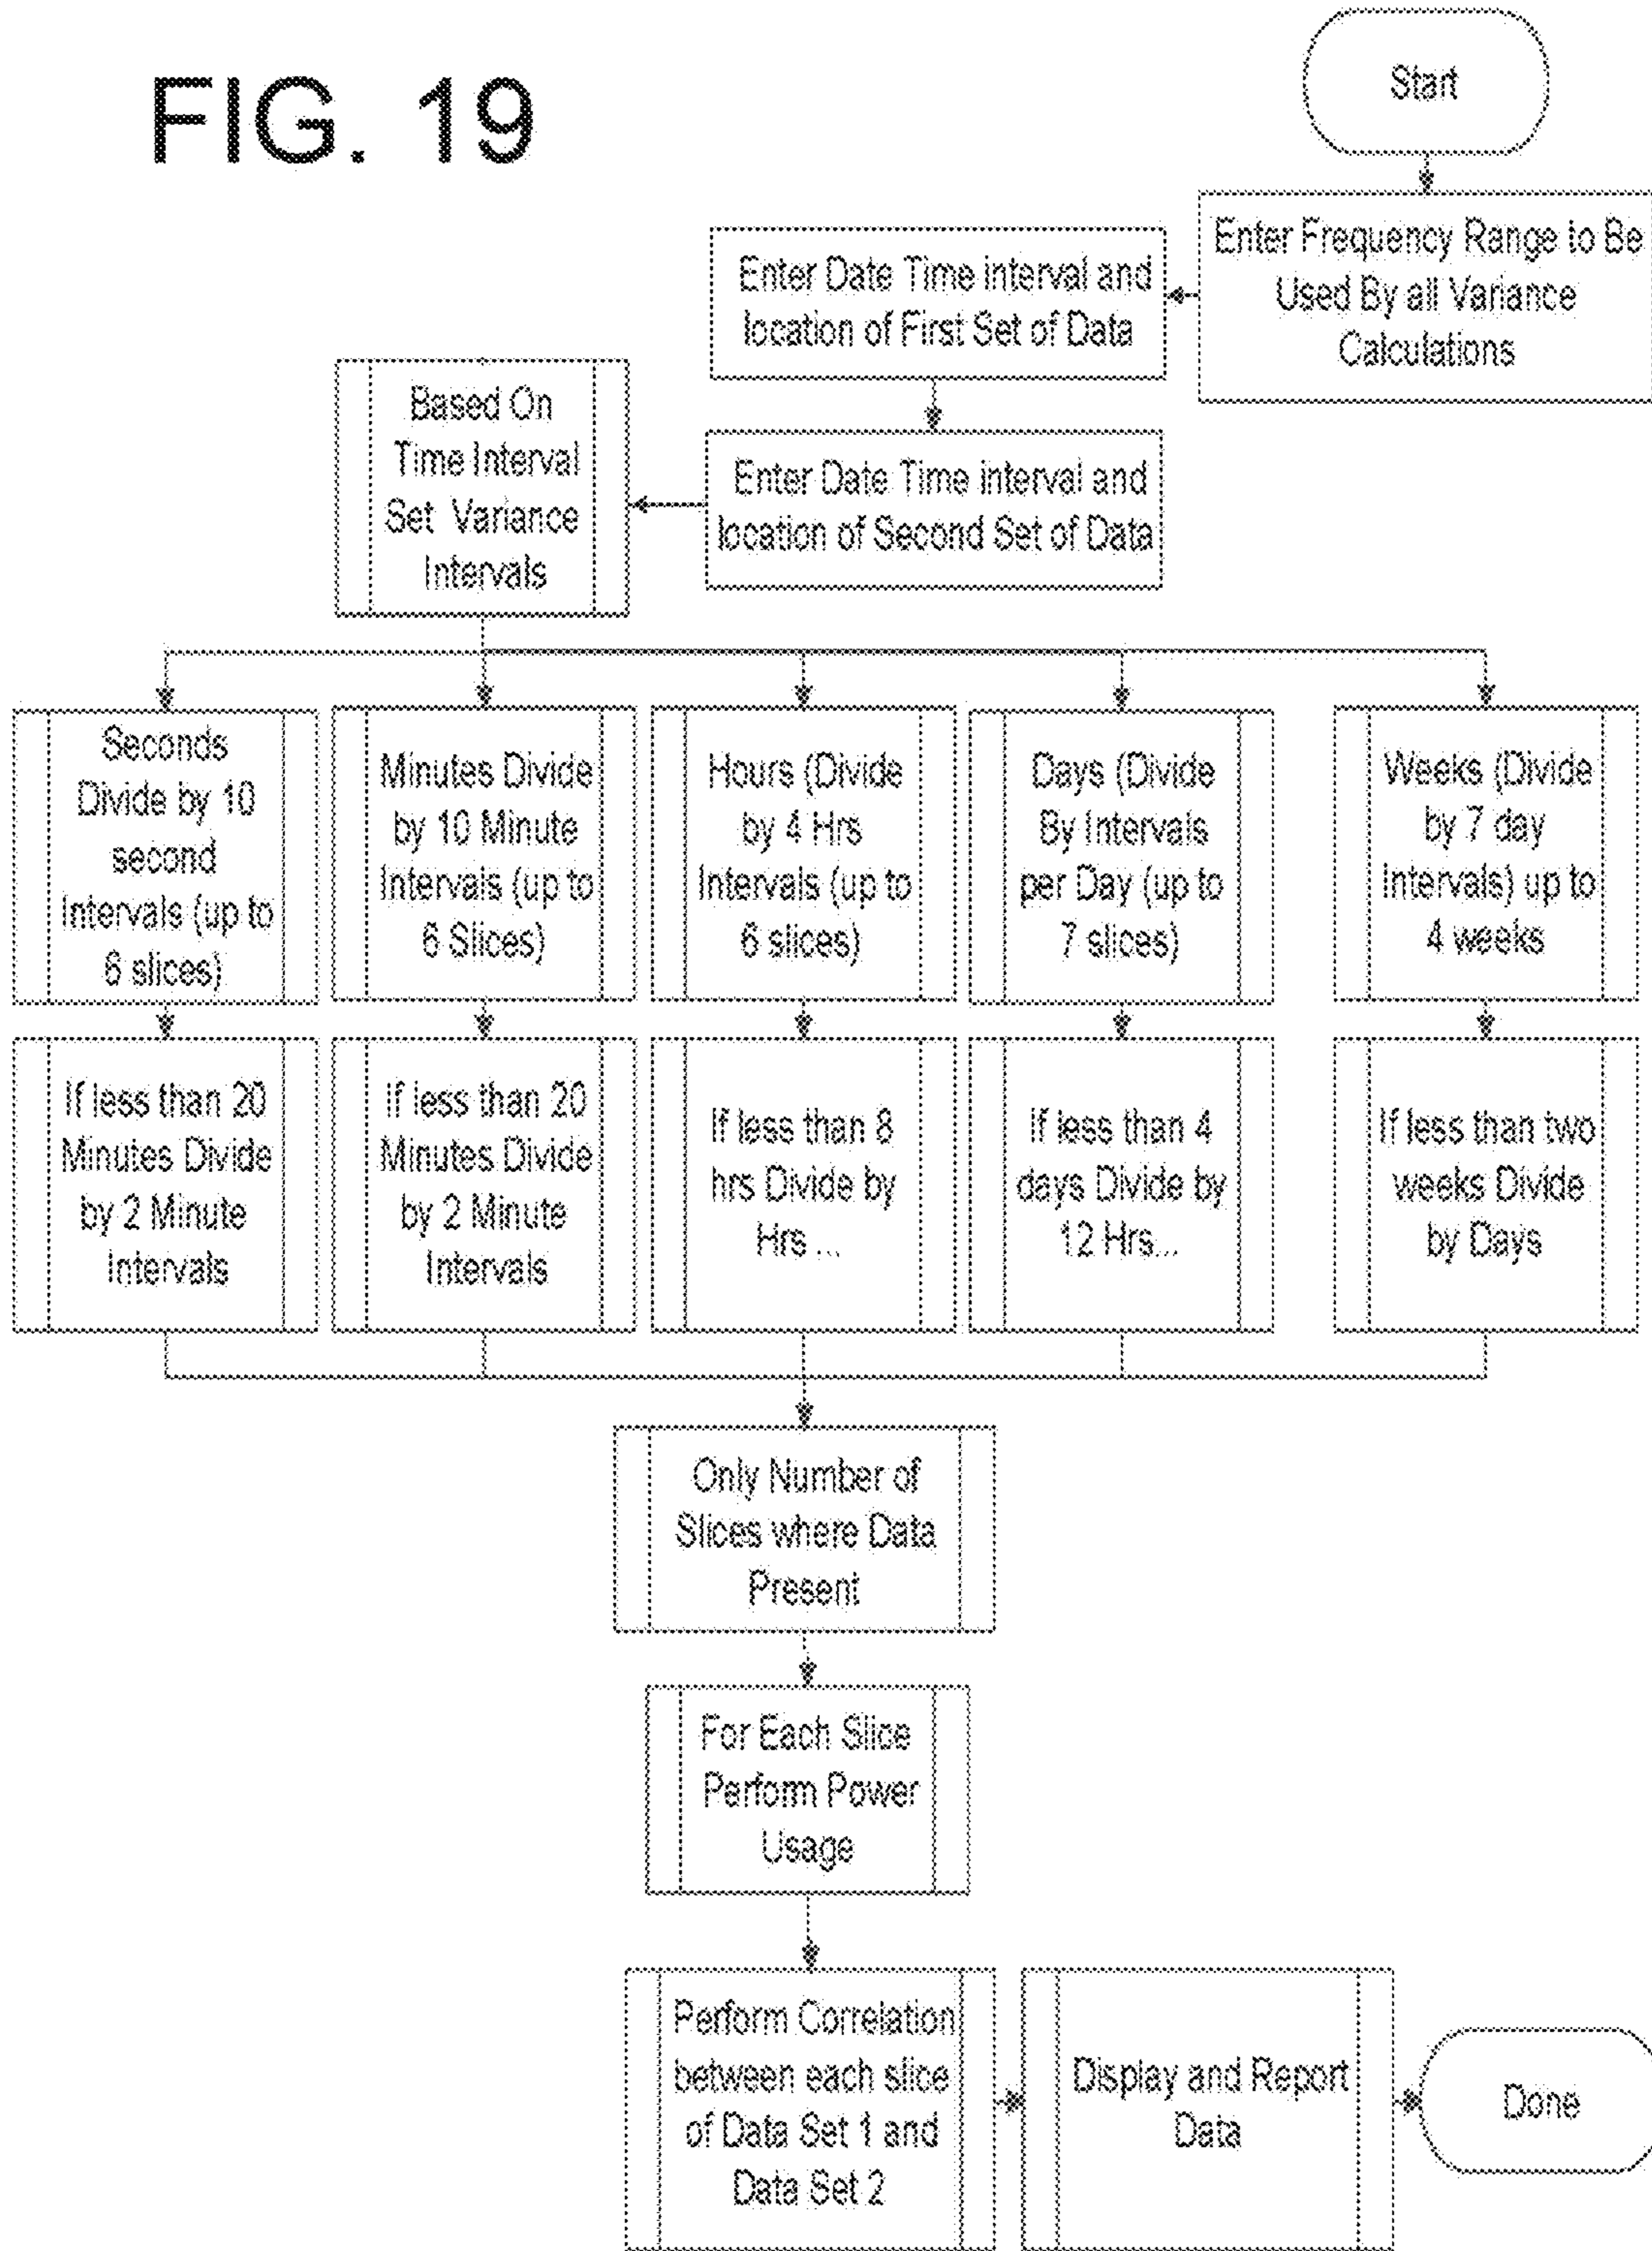 FIG. 19
Start
Enter Frequency Range to Be
Used By all Variance
Calculations
Enter Date Time interval and
location of First Set of Data
Enter Date Time interval and
location of Second Set of Data
Based On
Time Interval
Set Variance
Intervals
Seconds
Divide by 10
second
Intervals (up to
6 slices)
Minutes Divide
by 10 Minute
Intervals (up to
6 Slices)
Hours (Divide
by 4 Hrs
Intervals (up to
6 slices)
Days (Divide
By Intervals
per Day (up to
7 slices)
Weeks (Divide
by 7 day
Intervals) up to
4 weeks
If less than 20
Minutes Divide
by 2 Minute
Intervals
If less than 20
Minutes Divide
by 2 Minute
Intervals
If less than 8
hrs Divide by
Hrs ...
If less than 4
days Divide by
12 Hrs...
If less than two
weeks Divide
by Days
Only Number of
Slices where Data
Present
For Each Slice
Perform Power
Usage
Perform Correlation
between each slice
of Data Set 1 and
Data Set 2
Display and Report
Data
Done